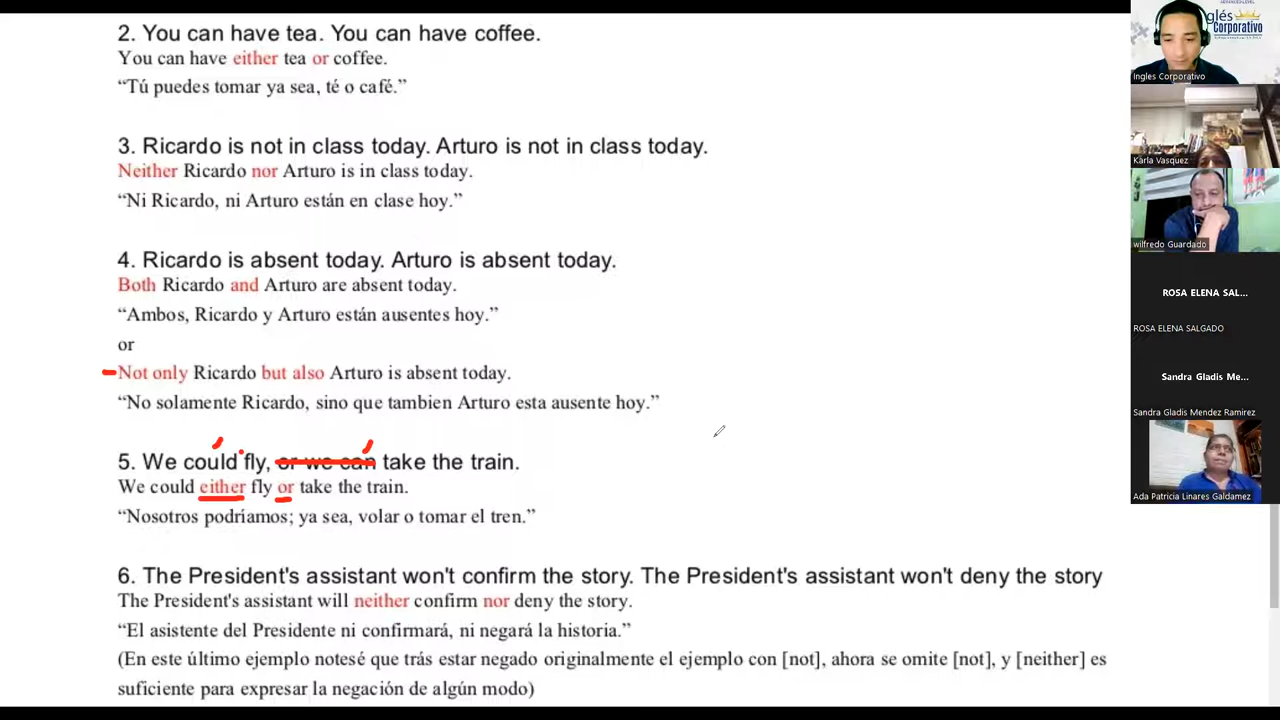 2. You can have tea. You can have coffee.
You can have either tea or coffee.
“Tú puedes tomar ya sea, té o café.”
3. Ricardo is not in class today. Arturo is not in class today.
Neither Ricardo nor Arturo is in class today.
“Ni Ricardo, ni Arturo están en clase hoy.”
4. Ricardo is absent today. Arturo is absent today.
Both Ricardo and Arturo are absent today.
“Ambos, Ricardo y Arturo están ausentes hoy.”
or
Not only Ricardo but also Arturo is absent today.
“No solamente Ricardo, sino que tambien Arturo esta ausente hoy.”
5. We could fly, or we can take the train.
We could either fly or take the train.
“Nosotros podríamos; ya sea, volar o tomar el tren.”
6. The President's assistant won't confirm the story. The President's assistant won't deny the story
The President's assistant will neither confirm nor deny the story.
“El asistente del Presidente ni confirmará, ni negará la historia.”
(En este último ejemplo notesé que trás estar negado originalmente el ejemplo con [not], ahora se omite [not], y [neither] es
suficiente para expresar la negación de algún modo)
glés
Corporativo
Ingles Corporativo
Karla Vasquez
wilfredo Guardado
ROSA ELENA SAL...
ROSA ELENA SALGADO
Sandra Gladis Me...
Sandra Gladis Mendez Ramirez
Ada Patricia Linares Galdamez